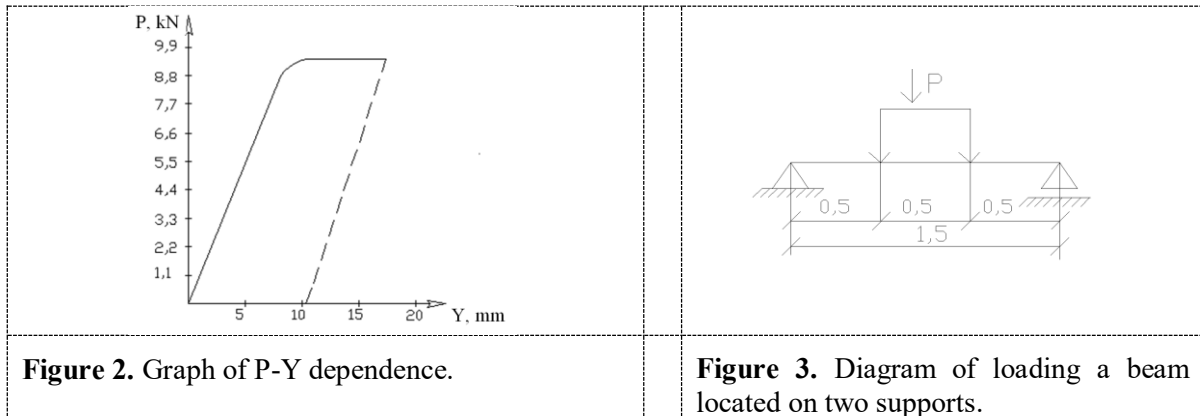 P, kN
9,9
8,8
7,7
6,6
5,5
4,4
3,3
2,2
1,1
5 10 15 20 Y, mm
Figure 2. Graph of P-Y dependence.
P
0,5 0,5 0,5
1,5
Figure 3. Diagram of loading a beam
located on two supports.